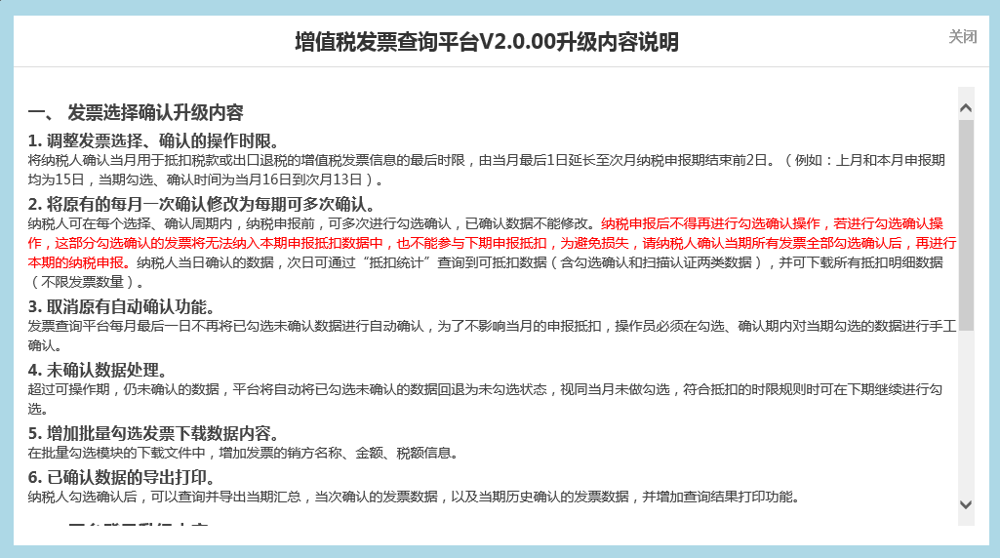 增值税发票查询平台V2.0.00升级内容说明
关闭
一、 发票选择确认升级内容
1. 调整发票选择、确认的操作时限。
将纳税人确认当月用于抵扣税款或出口退税的增值税发票信息的最后时限，由当月最后1日延长至次月纳税申报期结束前2日。（例如：上月和本月申报期
均为15日，当期勾选、确认时间为当月16日到次月13日）。
2. 将原有的每月一次确认修改为每期可多次确认。
纳税人可在每个选择、确认周期内，纳税申报前，可多次进行勾选确认，已确认数据不能修改。纳税申报后不得再进行勾选确认操作，若进行勾选确认操
作，这部分勾选确认的发票将无法纳入本期申报抵扣数据中，也不能参与下期申报抵扣，为避免损失，请纳税人确认当期所有发票全部勾选确认后，再进行
本期的纳税申报。纳税人当日确认的数据，次日可通过“抵扣统计”查询到可抵扣数据（含勾选确认和扫描认证两类数据），并可下载所有抵扣明细数据
（不限发票数量）。
3. 取消原有自动确认功能。
发票查询平台每月最后一日不再将已勾选未确认数据进行自动确认，为了不影响当月的申报抵扣，操作员必须在勾选、确认期内对当期勾选的数据进行手工
确认。
4. 未确认数据处理。
超过可操作期，仍未确认的数据，平台将自动将已勾选未确认的数据回退为未勾选状态，视同当月未做勾选，符合抵扣的时限规则时可在下期继续进行勾
选。
5. 增加批量勾选发票下载数据内容。
在批量勾选模块的下载文件中，增加发票的销方名称、金额、税额信息。
6. 已确认数据的导出打印。
纳税人勾选确认后，可以查询并导出当期汇总，当次确认的发票数据，以及当期历史确认的发票数据，并增加查询结果打印功能。